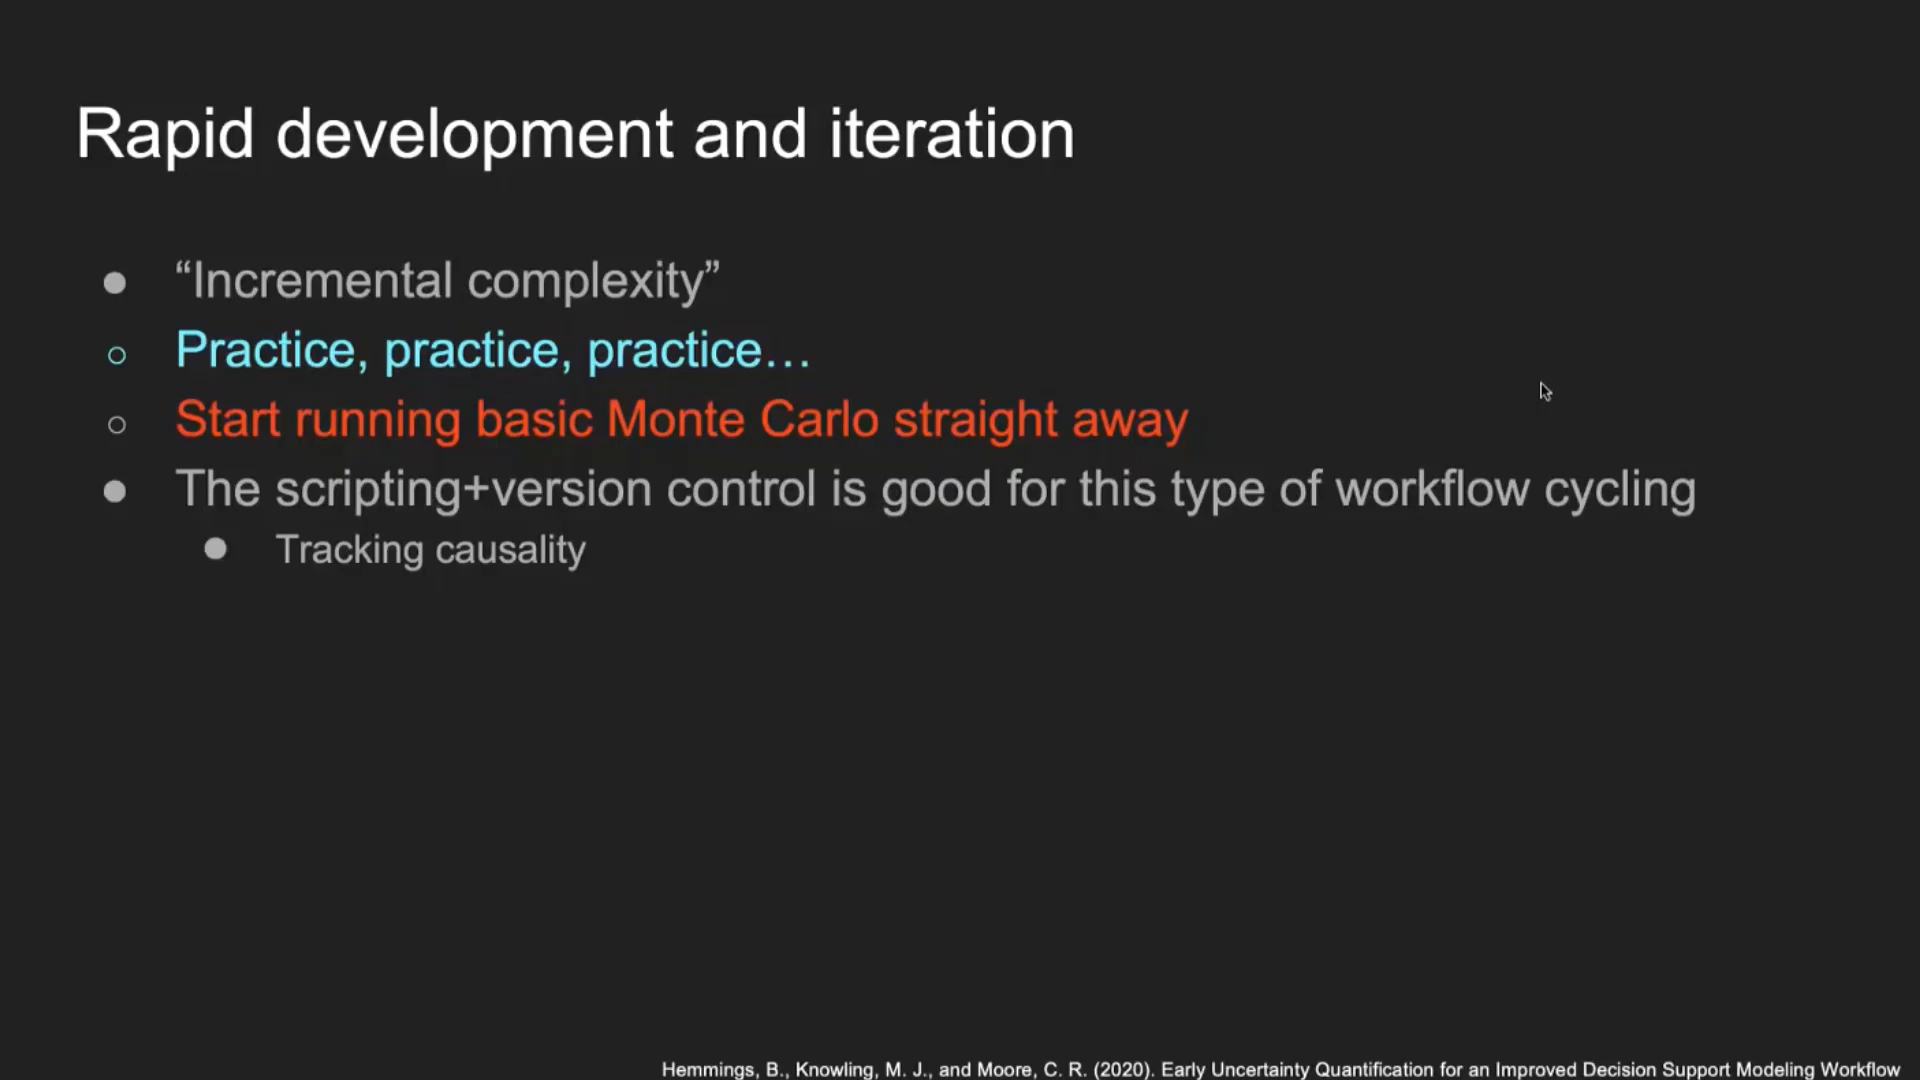 Rapid development and iteration
“Incremental complexity”
Practice, practice, practice…
Start running basic Monte Carlo straight away
The scripting+version control is good for this type of workflow cycling
Tracking causality
Hemmings, B., Knowling, M. J., and Moore, C. R. (2020). Early Uncertainty Quantification for an Improved Decision Support Modeling Workflow